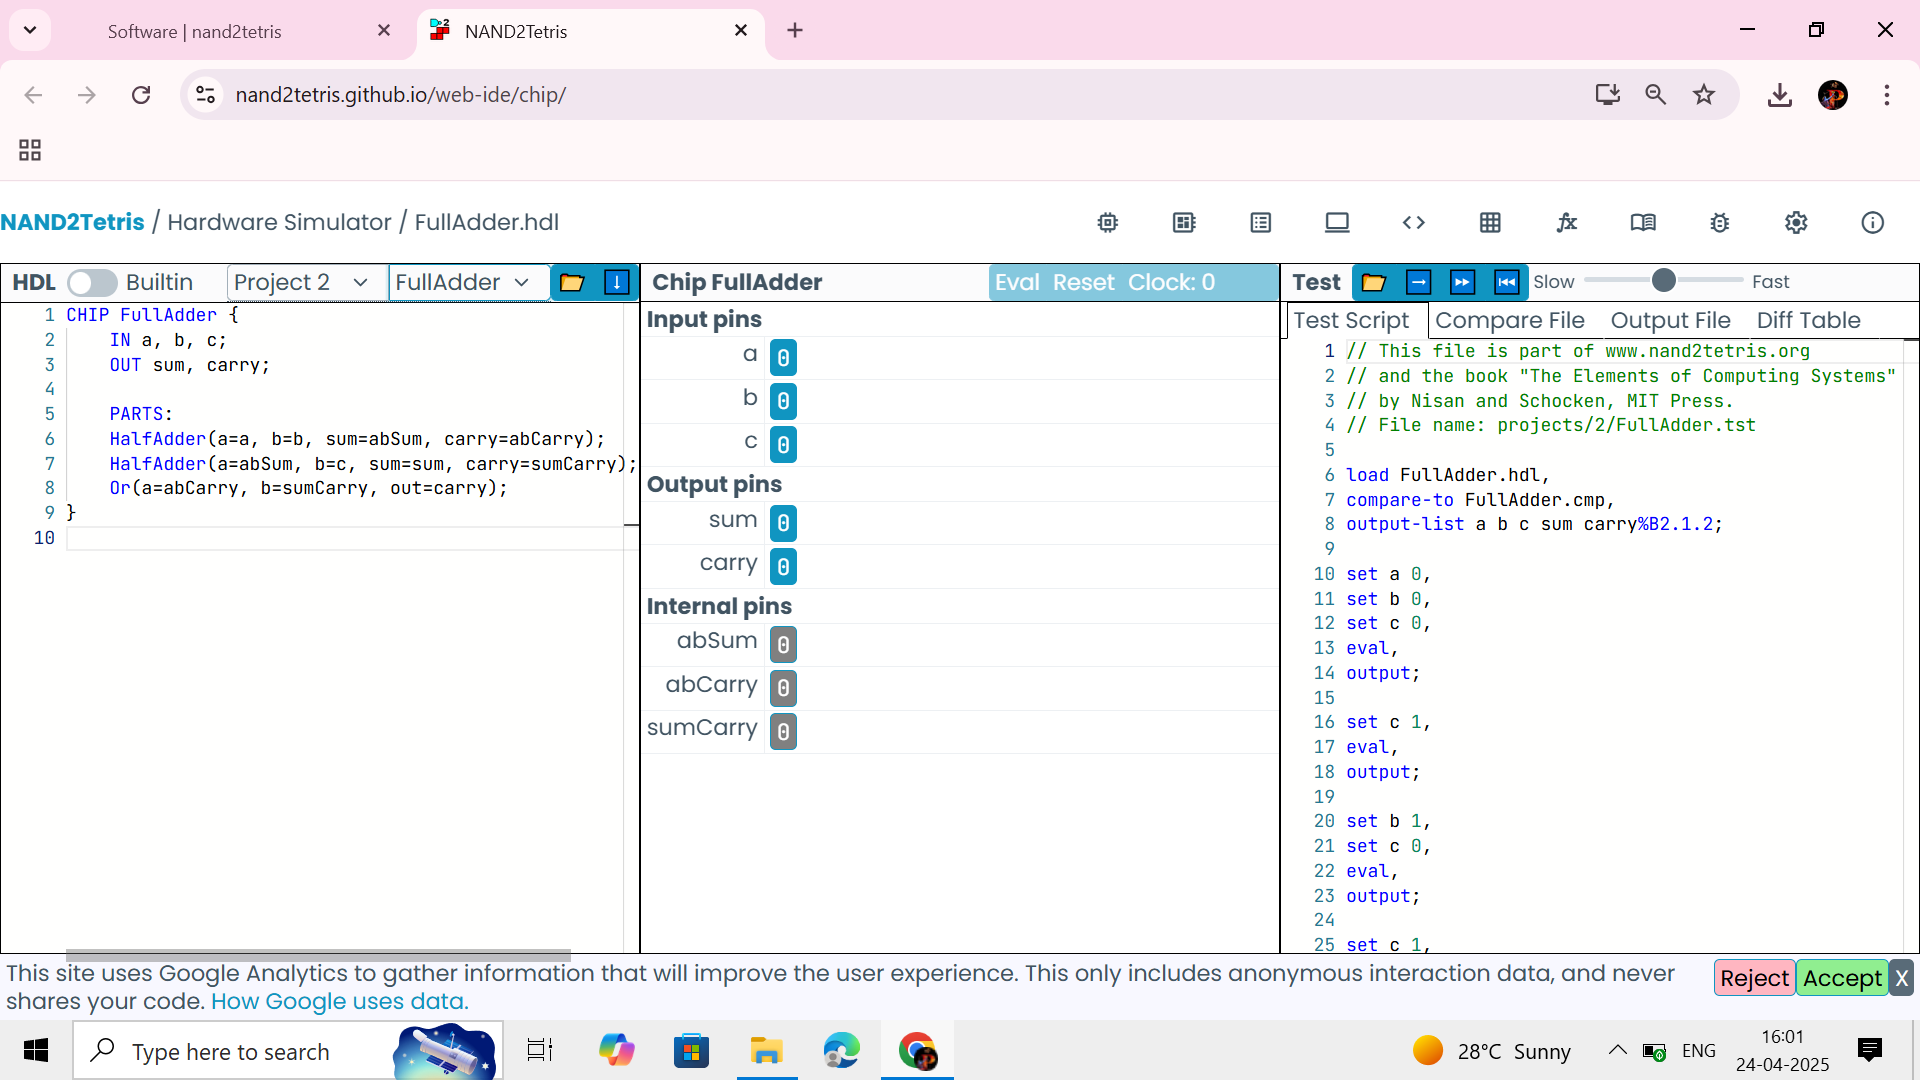 Software | nand2tetris
NAND2Tetris
nand2tetris.github.io/web-ide/chip/
NAND2Tetris / Hardware Simulator / FullAdder.hdl
HDL Builtin Project 2 FullAdder
1 CHIP FullAdder {
2 IN a, b, c;
3 OUT sum, carry;
4
5 PARTS:
6 HalfAdder(a=a, b=b, sum=abSum, carry=abCarry);
7 HalfAdder(a=abSum, b=c, sum=sum, carry=sumCarry);
8 Or(a=abCarry, b=sumCarry, out=carry);
9 }
10
Chip FullAdder Eval Reset Clock: 0
Input pins
a 0
b 0
c 0
Output pins
sum 0
carry 0
Internal pins
abSum 0
abCarry 0
sumCarry 0
Test Slow Fast
Test Script Compare File Output File Diff Table
1 // This file is part of www.nand2tetris.org
2 // and the book "The Elements of Computing Systems"
3 // by Nisan and Schocken, MIT Press.
4 // File name: projects/2/FullAdder.tst
5
6 load FullAdder.hdl,
7 compare-to FullAdder.cmp,
8 output-list a b c sum carry%B2.1.2;
9
10 set a 0,
11 set b 0,
12 set c 0,
13 eval,
14 output;
15
16 set c 1,
17 eval,
18 output;
19
20 set b 1,
21 set c 0,
22 eval,
23 output;
24
25 set c 1,
This site uses Google Analytics to gather information that will improve the user experience. This only includes anonymous interaction data, and never
shares your code. How Google uses data.
Reject Accept X
Type here to search
28°C Sunny
ENG
16:01
24-04-2025